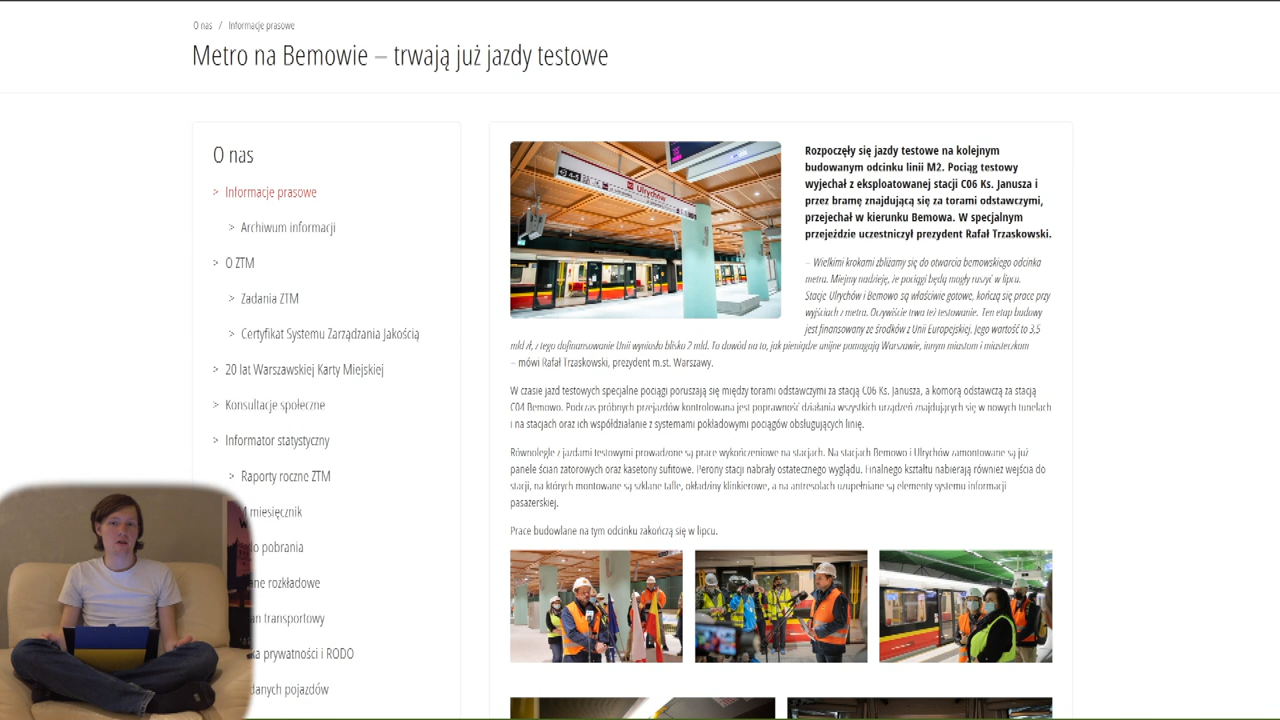 O nas / Informacje prasowe
Metro na Bemowie – trwają już jazdy testowe
O nas
> Informacje prasowe
> Archiwum informacji
> O ZTM
> Zadania ZTM
> Certyfikat Systemu Zarządzania Jakością
> 20 lat Warszawskiej Karty Miejskiej
> Konsultacje społeczne
> Informator statystyczny
> Raporty roczne ZTM
miesięcznik
do pobrania
ane rozkładowe
an transportowy
ka prywatności i RODO
danych pojazdów
Ulrychów
Rozpoczęły się jazdy testowe na kolejnym
budowanym odcinku linii M2. Pociąg testowy
wyjechał z eksploatowanej stacji C06 Ks. Janusza i
przez bramę znajdującą się za torami odstawczymi,
przejechał w kierunku Bemowa. W specjalnym
przejeździe uczestniczył prezydent Rafał Trzaskowski.
– Wielkimi krokami zbliżamy się do otwarcia bemowskiego odcinka
metra. Miejmy nadzieję, że pociągi będą mogły ruszyć w lipcu.
Stacje Ulrychów i Bemowo są właściwie gotowe, kończą się prace przy
wyjściach z metra. Oczywiście trwa też testowanie. Ten etap budowy
jest finansowany ze środków z Unii Europejskiej. Jego wartość to 3,5
mld zł, z tego dofinansowanie Unii wyniosło blisko 2 mld. To dowód na to, jak pieniądze unijne pomagają Warszawie, innym miastom i miasteczkom
– mówi Rafał Trzaskowski, prezydent m.st. Warszawy.
W czasie jazd testowych specjalne pociągi poruszają się między torami odstawczymi za stacją C06 Ks. Janusza, a komorą odstawczą za stacją
C04 Bemowo. Podczas próbnych przejazdów kontrolowana jest poprawność działania wszystkich urządzeń znajdujących się w nowych tunelach
i na stacjach oraz ich współdziałanie z systemami pokładowymi pociągów obsługujących linię.
Równolegle z jazdami testowymi prowadzone są prace wykończeniowe na stacjach. Na stacjach Bemowo i Ulrychów zamontowane są już
panele ścian zatorowych oraz kasetony sufitowe. Perony stacji nabrały ostatecznego wyglądu. Finalnego kształtu nabierają również wejścia do
stacji, na których montowane są szklane tafle, okładziny klinkierowe, a na antresolach uzupełniane są elementy systemu informacji
pasażerskiej.
Prace budowlane na tym odcinku zakończą się w lipcu.